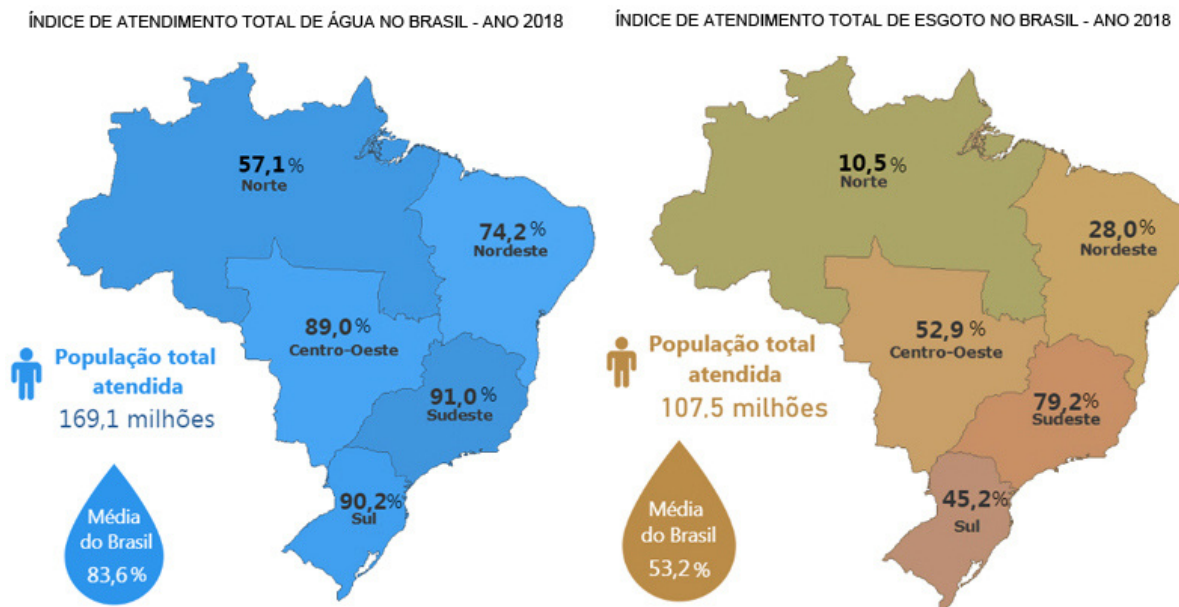 ÍNDICE DE ATENDIMENTO TOTAL DE ÁGUA NO BRASIL - ANO 2018
57,1 %
Norte
74,2 %
Nordeste
89,0 %
Centro-Oeste
91,0 %
Sudeste
90,2%
Sul
População total
atendida
169,1 milhões
Média
do Brasil
83,6 %
ÍNDICE DE ATENDIMENTO TOTAL DE ESGOTO NO BRASIL - ANO 2018
10,5 %
Norte
28,0 %
Nordeste
52,9 %
Centro-Oeste
79,2%
Sudeste
45,2%
Sul
População total
atendida
107,5 milhões
Média
do Brasil
53,2 %